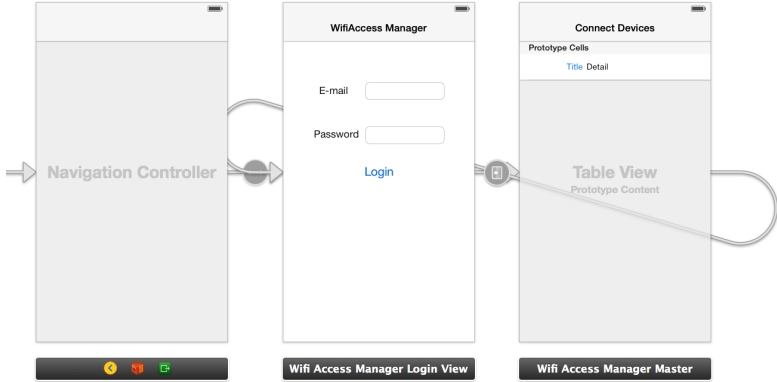 WifiAccess Manager
Connect Devices
Prototype Cells
Title Detail
E-mail
Password
Login
Navigation Controller
Table View
Prototype Content
Wifi Access Manager Login View
Wifi Access Manager Master